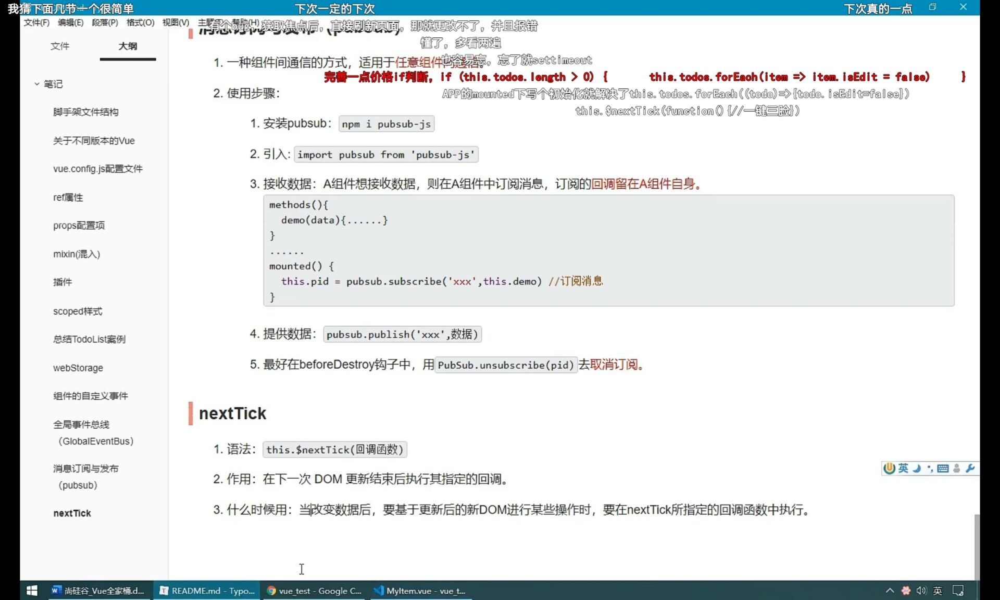 我猜下面几节一个很简单
下次一定的下次
下次真的一点
文件(F) 编辑(E) 段落(P) 格式(O) 视图(V) 主题(T) 帮助(H)
有个bug，获取焦点后，直接刷新页面，那就更改不了，并且报错
懂了，多看两遍
也容易忘，忘了就settimeout
完善一点价格if判断，if (this.todos.length > 0) { this.todos.forEach(item => item.isEdit = false) }
APP的mounted下写个初始化就解决了this.todos.forEach((todo)=>{todo.isEdit=false})
this.$nextTick(function(){//一键三脸})
文件
大纲
笔记
脚手架文件结构
关于不同版本的Vue
vue.config.js配置文件
ref属性
props配置项
mixin(混入)
插件
scoped样式
总结TodoList案例
webStorage
组件的自定义事件
全局事件总线
（GlobalEventBus）
消息订阅与发布
（pubsub）
nextTick
消息订阅与发布（pubsub）
1. 一种组件间通信的方式，适用于任意组件间通信。
2. 使用步骤：
1. 安装pubsub： npm i pubsub-js
2. 引入: import pubsub from 'pubsub-js'
3. 接收数据：A组件想接收数据，则在A组件中订阅消息，订阅的回调留在A组件自身。
methods(){
demo(data){......}
}
......
mounted() {
this.pid = pubsub.subscribe('xxx',this.demo) //订阅消息
}
4. 提供数据： pubsub.publish('xxx',数据)
5. 最好在beforeDestroy钩子中，用PubSub.unsubscribe(pid)去取消订阅。
nextTick
1. 语法： this.$nextTick(回调函数)
2. 作用：在下一次 DOM 更新结束后执行其指定的回调。
3. 什么时候用：当改变数据后，要基于更新后的新DOM进行某些操作时，要在nextTick所指定的回调函数中执行。
英
尚硅谷_Vue全家桶.d...
README.md - Typo...
vue_test - Google C...
MyItem.vue - vue_t...
英